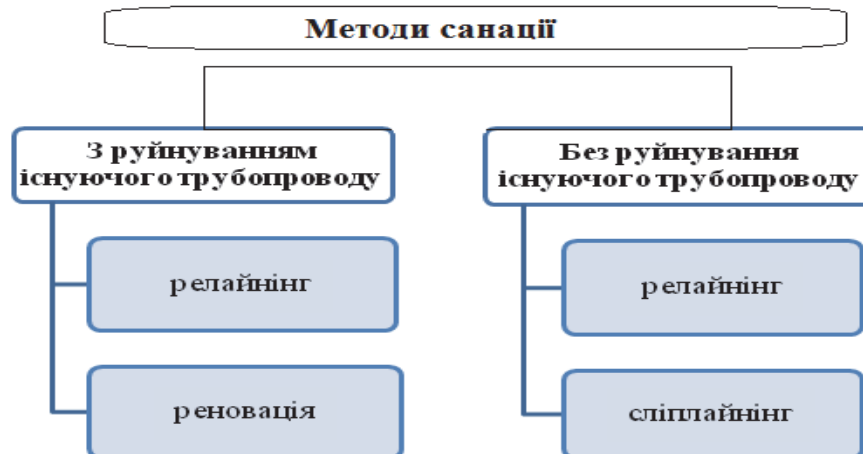 Методи санації
З руйнуванням
існуючого трубопроводу
релайнінг
реновація
Без руйнування
існуючого трубопроводу
релайнінг
сліплайнінг